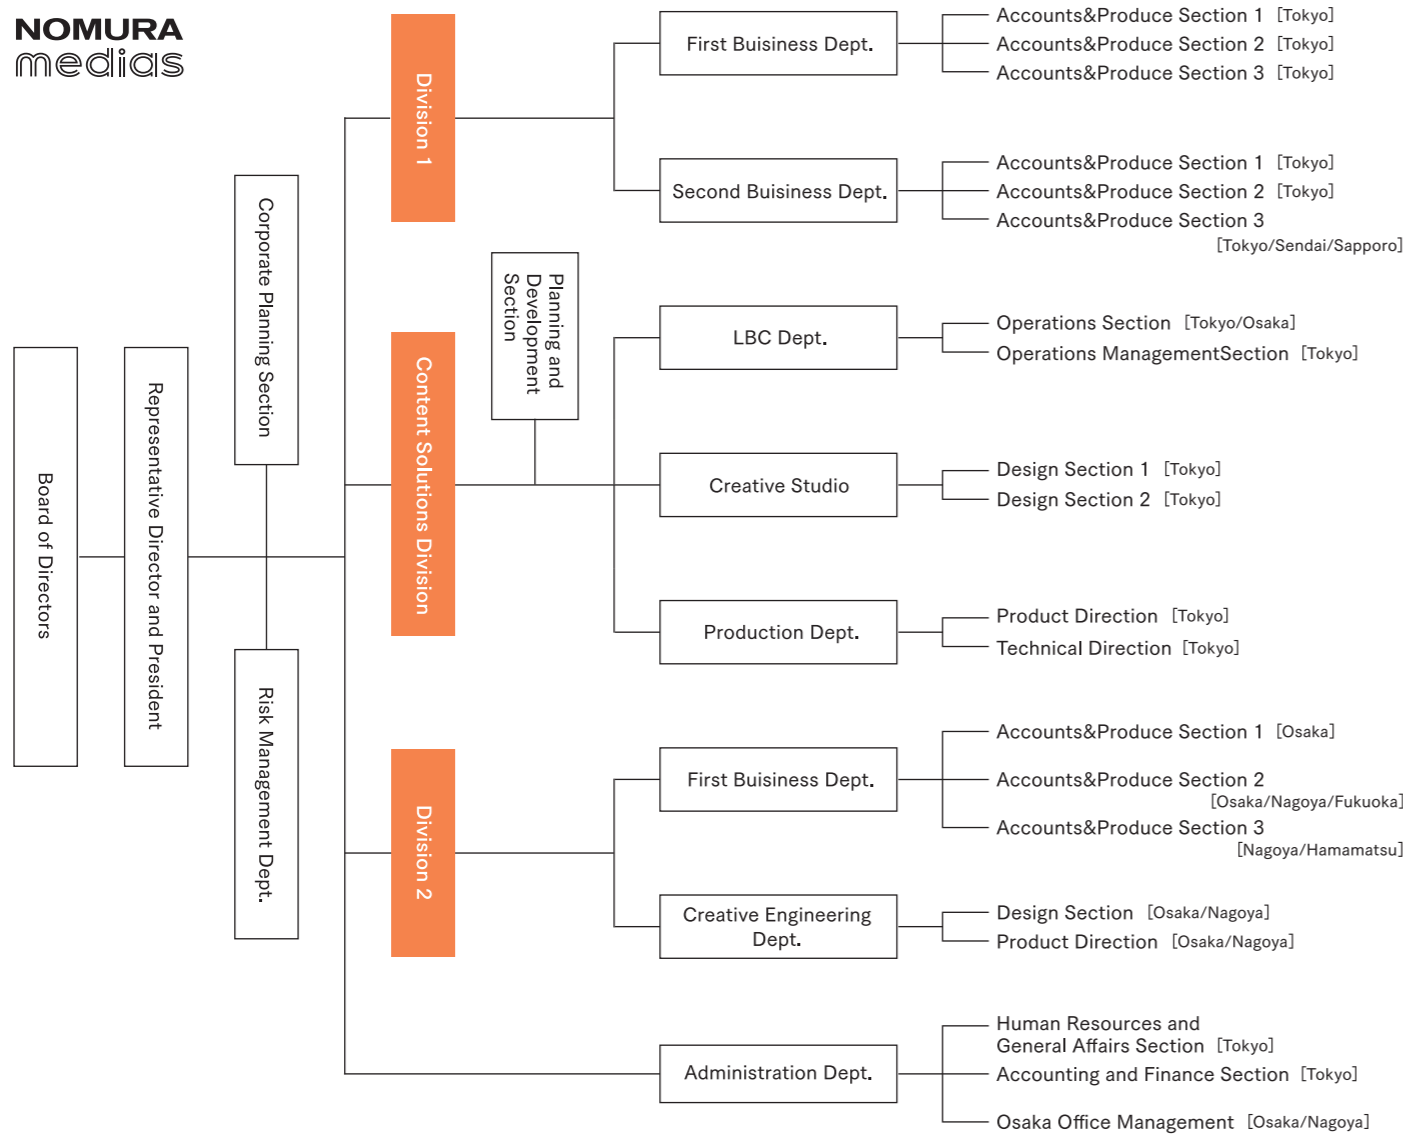 NOMURA
medias
Board of Directors
Representative Director and President
Corporate Planning Section
Risk Management Dept.
Division 1
First Buisiness Dept.
Accounts&Produce Section 1 [Tokyo]
Accounts&Produce Section 2 [Tokyo]
Accounts&Produce Section 3 [Tokyo]
Second Buisiness Dept.
Accounts&Produce Section 1 [Tokyo]
Accounts&Produce Section 2 [Tokyo]
Accounts&Produce Section 3
[Tokyo/Sendai/Sapporo]
Content Solutions Division
Planning and
Development
Section
LBC Dept.
Operations Section [Tokyo/Osaka]
Operations ManagementSection [Tokyo]
Creative Studio
Design Section 1 [Tokyo]
Design Section 2 [Tokyo]
Production Dept.
Product Direction [Tokyo]
Technical Direction [Tokyo]
Division 2
First Buisiness Dept.
Accounts&Produce Section 1 [Osaka]
Accounts&Produce Section 2
[Osaka/Nagoya/Fukuoka]
Accounts&Produce Section 3
[Nagoya/Hamamatsu]
Creative Engineering
Dept.
Design Section [Osaka/Nagoya]
Product Direction [Osaka/Nagoya]
Administration Dept.
Human Resources and
General Affairs Section [Tokyo]
Accounting and Finance Section [Tokyo]
Osaka Office Management [Osaka/Nagoya]